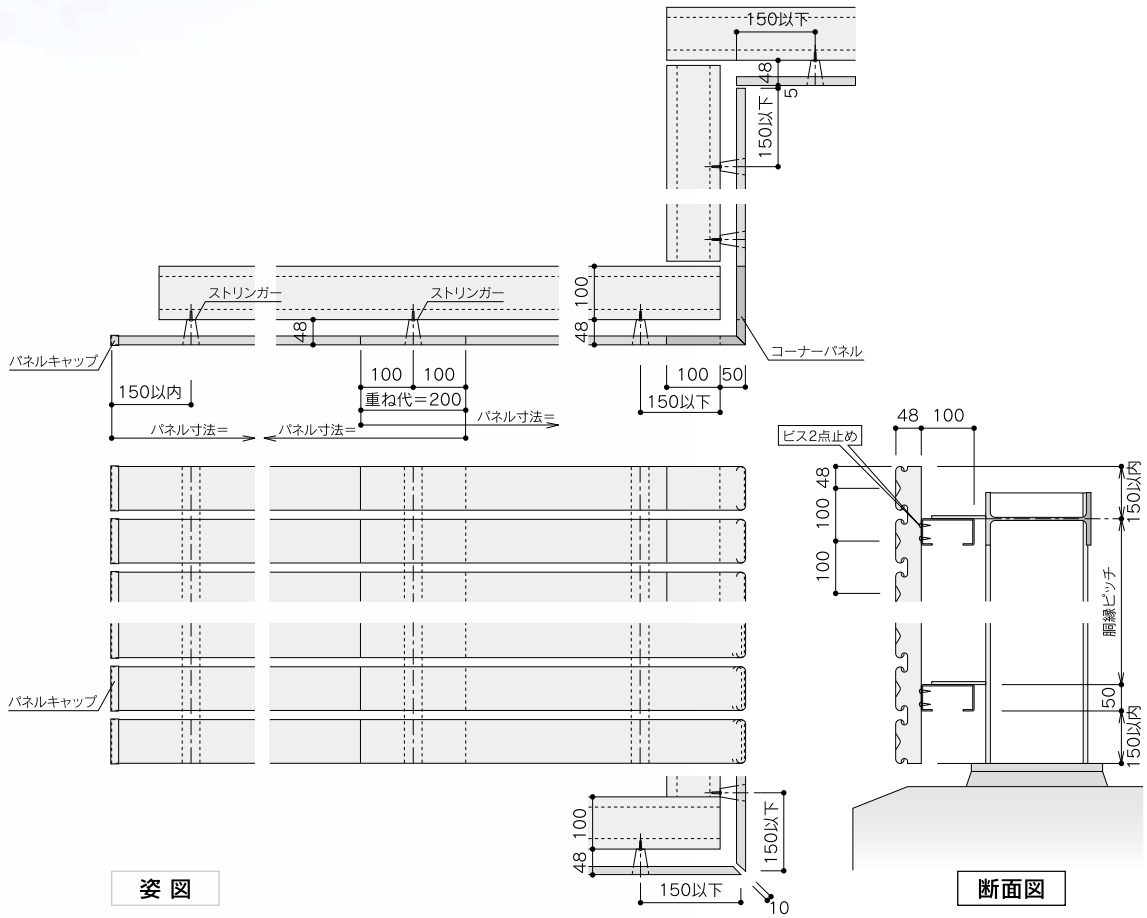 150以下
48
5
150以下
ストリンガー
ストリンガー
100
48
48
パネルキャップ
コーナーパネル
100
100
100
50
150以内
重ね代=200
150以下
パネル寸法=
パネル寸法=
パネル寸法=
48
100
ビス2点止め
48
150以内
100
100
胴縁ピッチ
パネルキャップ
50
150以内
100
150以下
48
150以下
10
姿 図
断面図